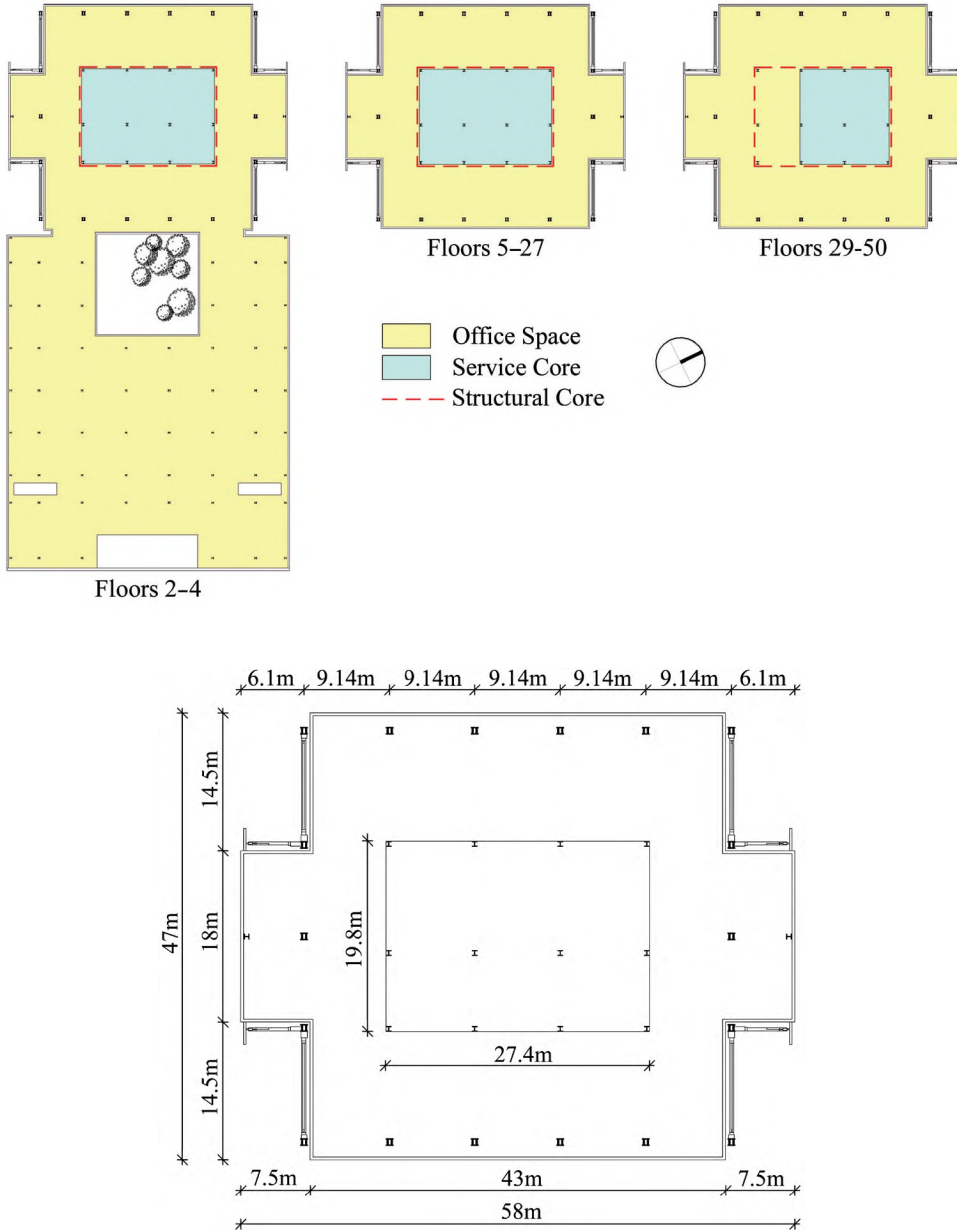 Floors 5–27
Floors 29-50
Office Space
Service Core
Structural Core
Floors 2–4
6.1m 9.14m 9.14m 9.14m 9.14m 9.14m 6.1m
14.5m
47m
18m
19.8m
27.4m
14.5m
7.5m 43m 7.5m
58m